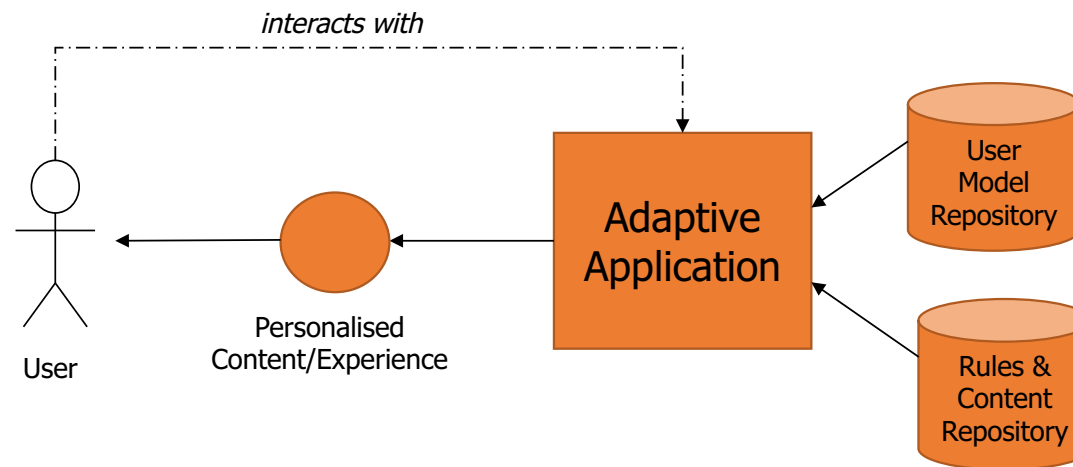 interacts with
User
Model
Repository
Adaptive
Application
Personalised
Content/Experience
User
Rules &
Content
Repository